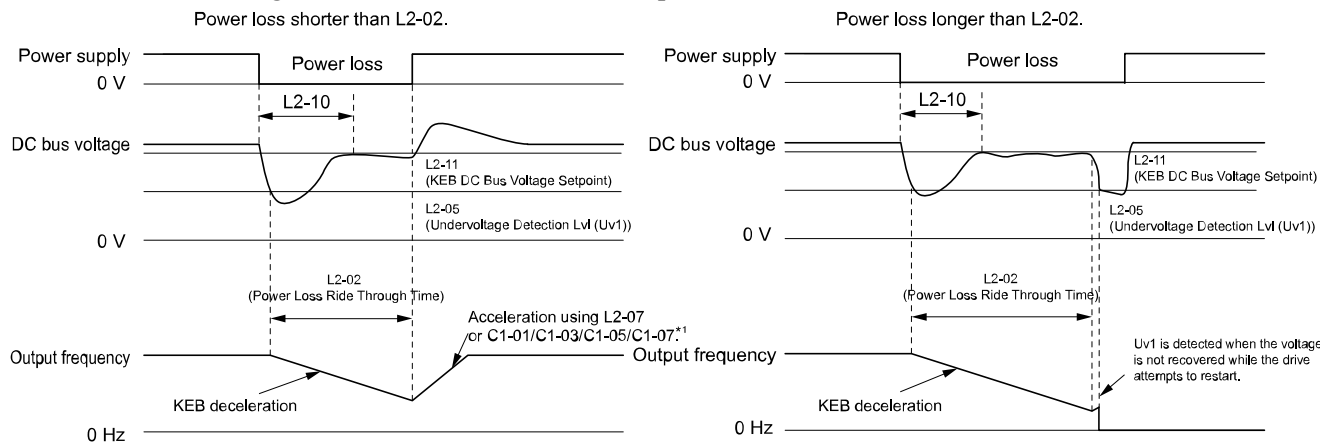 Power loss shorter than L2-02.
Power supply
Power loss
0 V
L2-10
DC bus voltage
L2-11
(KEB DC Bus Voltage Setpoint)
L2-05
(Undervoltage Detection Lvl (Uv1))
0 V
L2-02
(Power Loss Ride Through Time)
Acceleration using L2-07
or C1-01/C1-03/C1-05/C1-07.*1
Output frequency
KEB deceleration
0 Hz
Power loss longer than L2-02.
Power supply
Power loss
0 V
L2-10
DC bus voltage
L2-11
(KEB DC Bus Voltage Setpoint)
L2-05
(Undervoltage Detection Lvl (Uv1))
0 V
L2-02
(Power Loss Ride Through Time)
Output frequency
Uv1 is detected when the voltage
is not recovered while the drive
attempts to restart.
KEB deceleration
0 Hz